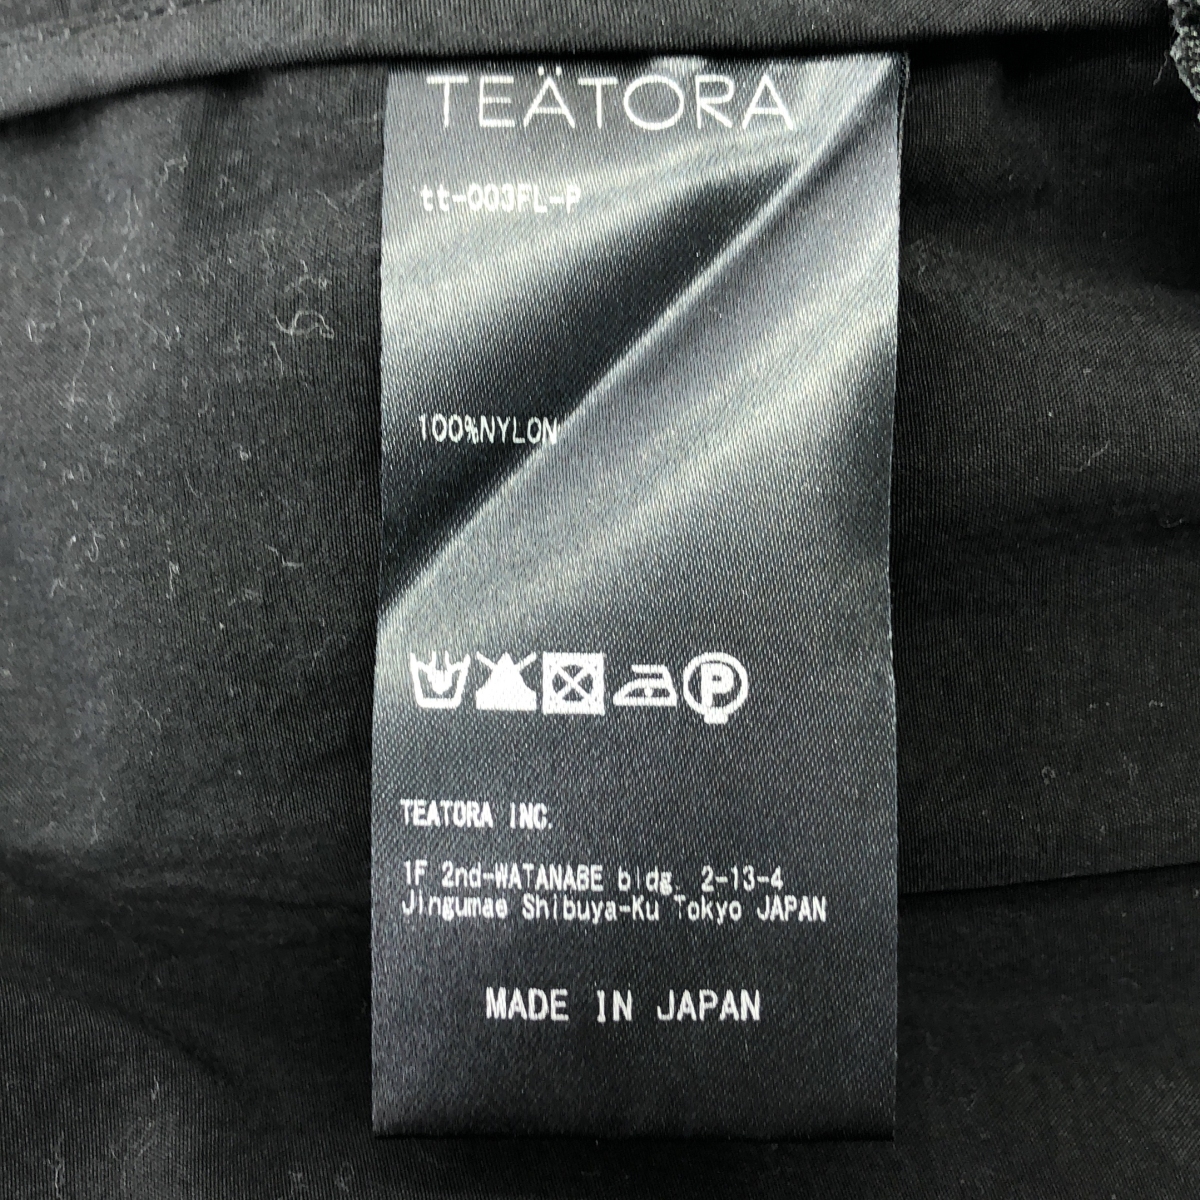 TEÄTORA
tt-003FL-P
100%NYLON
P
TEATORA INC.
1F 2nd-WATANABE bldg. 2-13-4
Jingumae Shibuya-Ku Tokyo JAPAN
MADE IN JAPAN